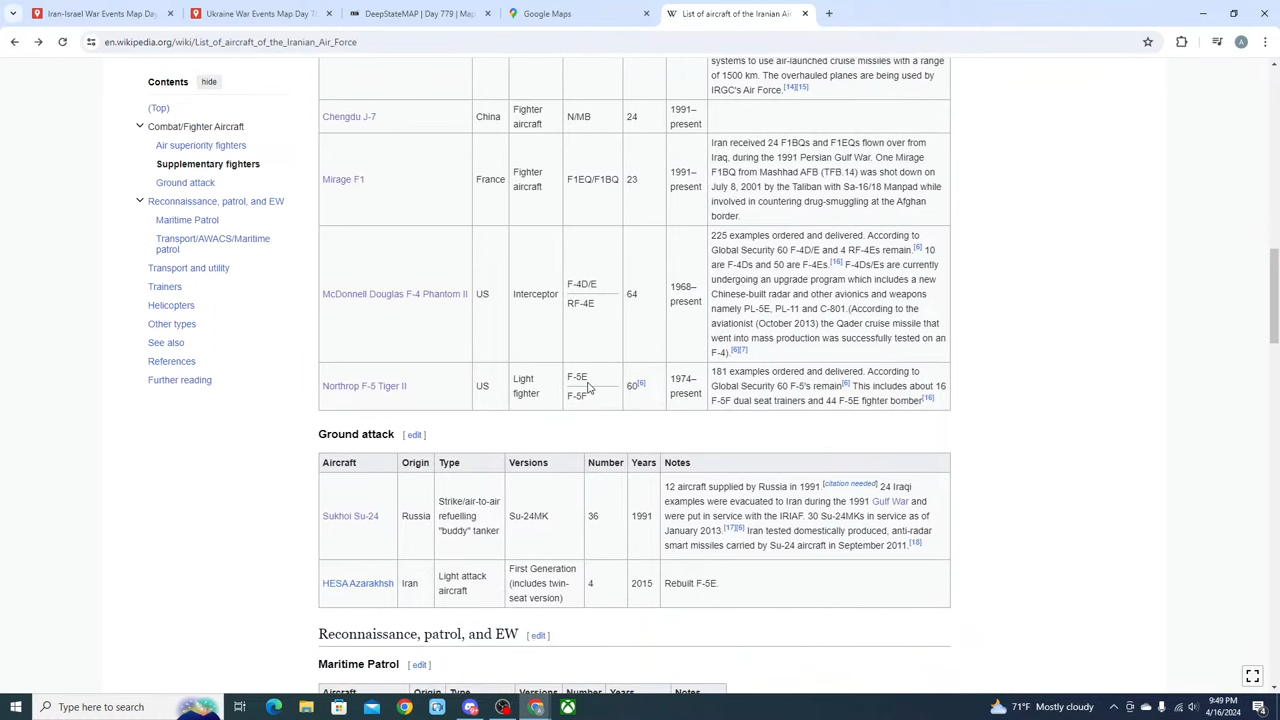 Iran-Israel War Events Map Day
Ukraine War Events Map Day 78
DeepStateMAP | Day 779 | Map
Google Maps
List of aircraft of the Iranian Air
en.wikipedia.org/wiki/List_of_aircraft_of_the_Iranian_Air_Force
A
Contents hide
(Top)
Combat/Fighter Aircraft
Air superiority fighters
Supplementary fighters
Ground attack
Reconnaissance, patrol, and EW
Maritime Patrol
Transport/AWACS/Maritime
patrol
Transport and utility
Trainers
Helicopters
Other types
See also
References
Further reading
systems to use air-launched cruise missiles with a range
of 1500 km. The overhauled planes are being used by
IRGC's Air Force.[14][15]
Chengdu J-7
China
Fighter
aircraft
N/MB
24
1991–
present
Mirage F1
France
Fighter
aircraft
F1EQ/F1BQ
23
1991–
present
Iran received 24 F1BQs and F1EQs flown over from
Iraq, during the 1991 Persian Gulf War. One Mirage
F1BQ from Mashhad AFB (TFB.14) was shot down on
July 8, 2001 by the Taliban with Sa-16/18 Manpad while
involved in countering drug-smuggling at the Afghan
border.
McDonnell Douglas F-4 Phantom II
US
Interceptor
F-4D/E
RF-4E
64
1968–
present
225 examples ordered and delivered. According to
Global Security 60 F-4D/E and 4 RF-4Es remain.[6] 10
are F-4Ds and 50 are F-4Es.[16] F-4Ds/Es are currently
undergoing an upgrade program which includes a new
Chinese-built radar and other avionics and weapons
namely PL-5E, PL-11 and C-801.(According to the
aviationist (October 2013) the Qader cruise missile that
went into mass production was successfully tested on an
F-4).[6][7]
Northrop F-5 Tiger II
US
Light
fighter
F-5E
F-5F
60[6]
1974–
present
181 examples ordered and delivered. According to
Global Security 60 F-5's remain[6] This includes about 16
F-5F dual seat trainers and 44 F-5E fighter bomber[16]
Ground attack [ edit ]
Aircraft Origin Type Versions Number Years Notes
Sukhoi Su-24
Russia
Strike/air-to-air
refuelling
"buddy" tanker
Su-24MK
36
1991
12 aircraft supplied by Russia in 1991.[citation needed] 24 Iraqi
examples were evacuated to Iran during the 1991 Gulf War and
were put in service with the IRIAF. 30 Su-24MKs in service as of
January 2013.[17][6] Iran tested domestically produced, anti-radar
smart missiles carried by Su-24 aircraft in September 2011.[18]
HESA Azarakhsh
Iran
Light attack
aircraft
First Generation
(includes twin-
seat version)
4
2015
Rebuilt F-5E.
Reconnaissance, patrol, and EW [ edit ]
Maritime Patrol [ edit ]
Aircraft Origin Type Versions Number Years Notes
Type here to search
71°F Mostly cloudy
9:49 PM
4/16/2024